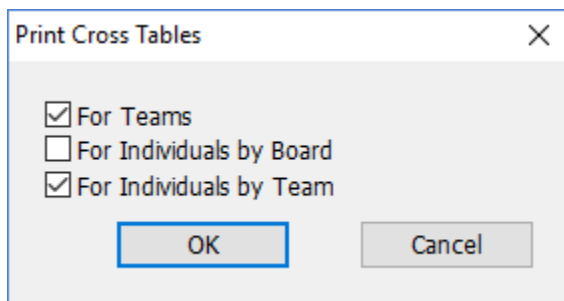 Print Cross Tables
For Teams
For Individuals by Board
For Individuals by Team
OK Cancel